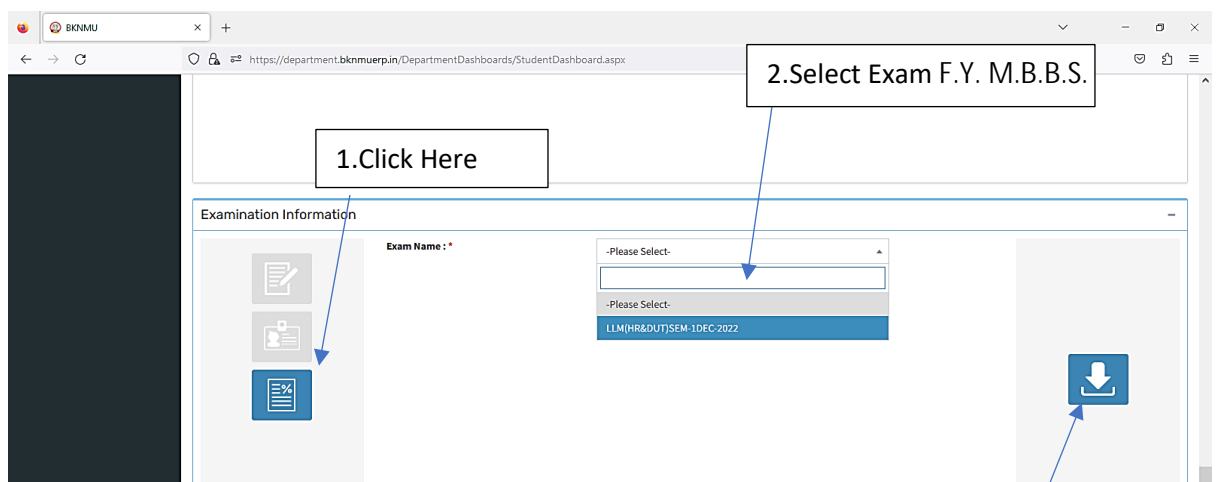 BKNMU
https://department.bknmuerp.in/DepartmentDashboards/StudentDashboard.aspx
2.Select Exam F.Y. M.B.B.S.
1.Click Here
Examination Information
Exam Name : *
-Please Select-
-Please Select-
LLM(HR&DUT)SEM-1DEC-2022